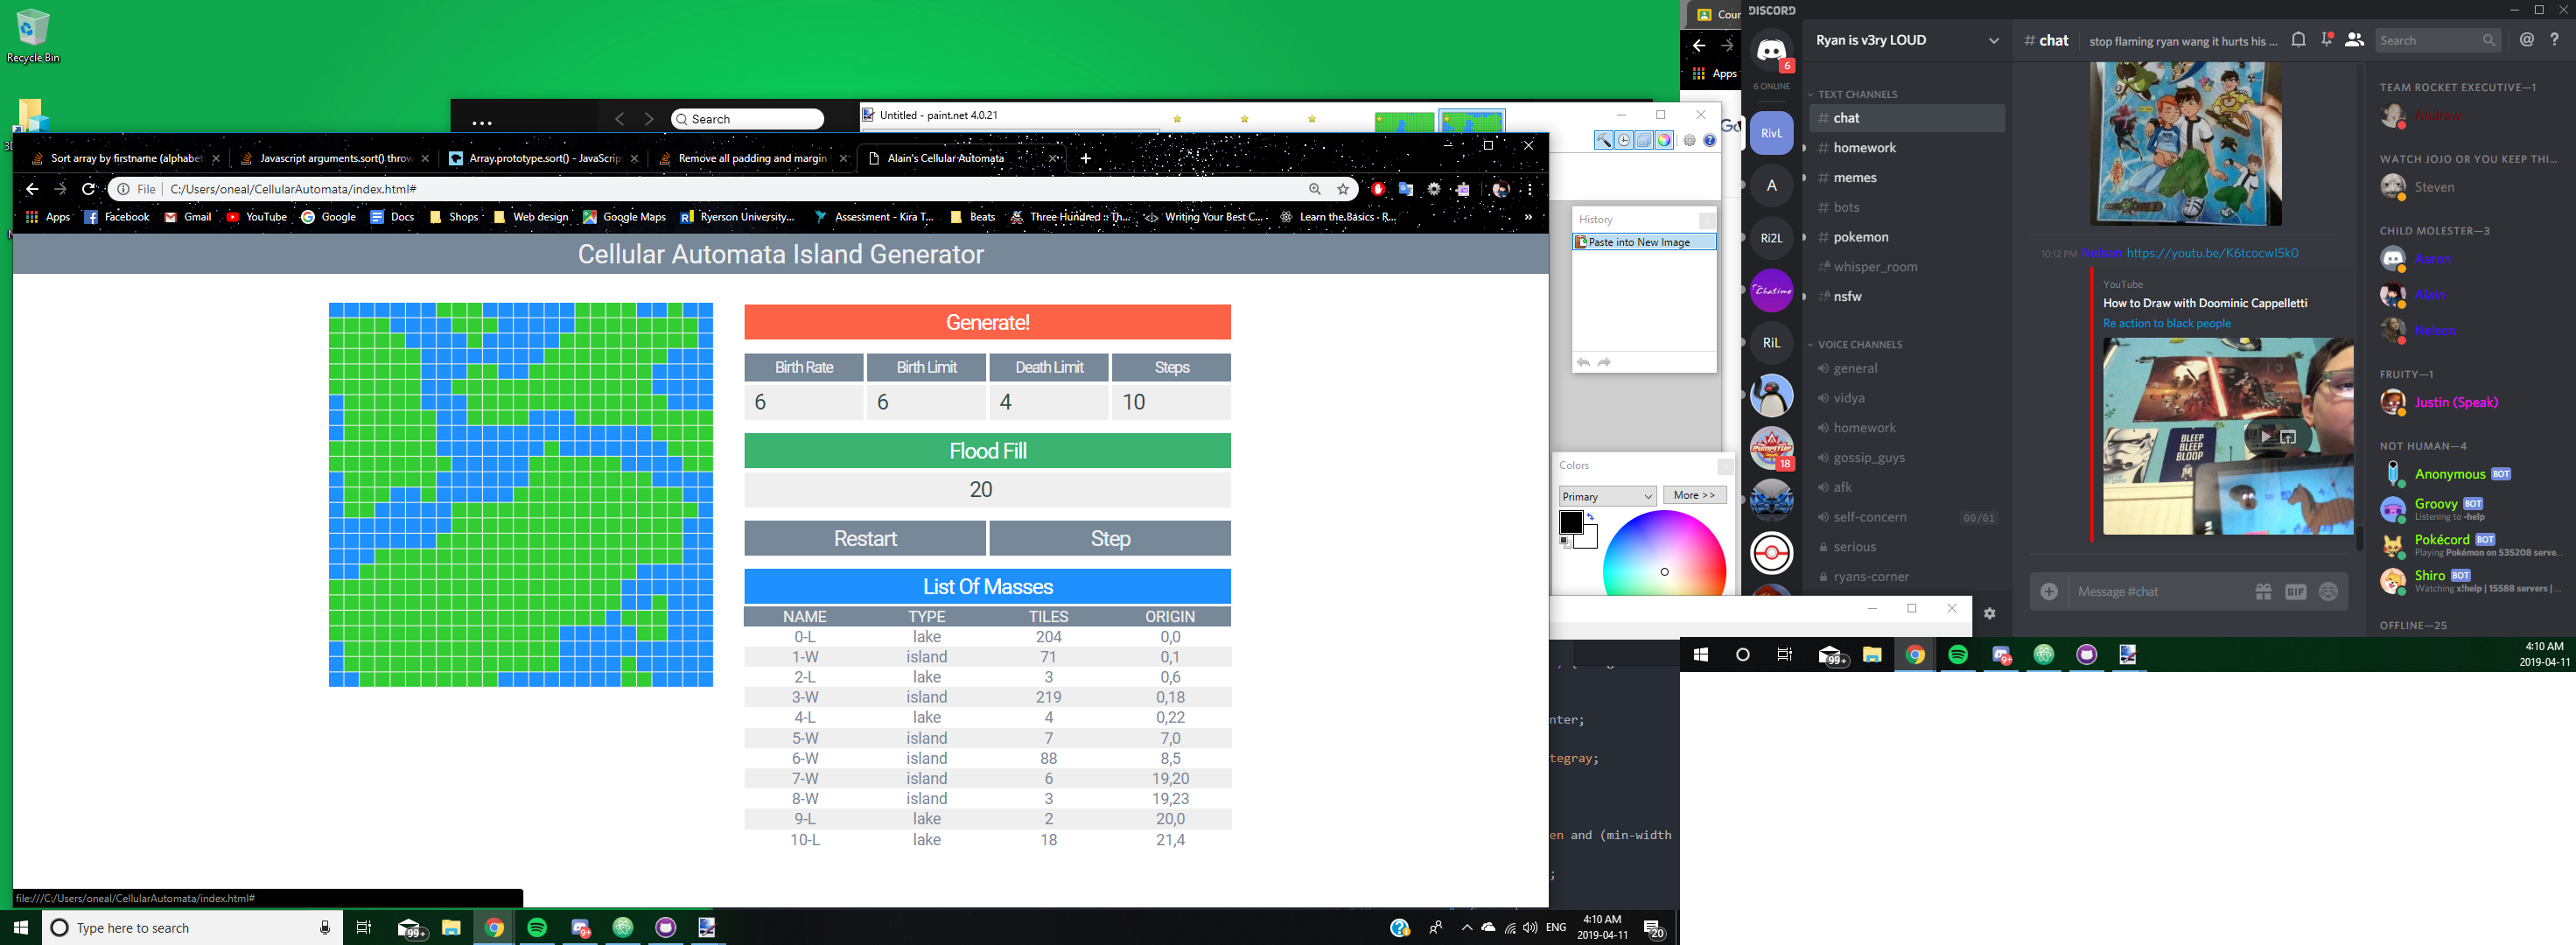 Recycle Bin
Search
Untitled - paint.net 4.0.21
Sort array by firstname (alphabet
Javascript arguments.sort() throw
Array.prototype.sort() - JavaScript
Remove all padding and margin
Alain's Cellular Automata
File
C:/Users/oneal/CellularAutomata/index.html#
Apps
Facebook
Gmail
YouTube
Google
Docs
Shops
Web design
Google Maps
Ryerson University...
Assessment - Kira T...
Beats
Three Hundred :: Th...
Writing Your Best C...
Learn the Basics · R...
»
Cellular Automata Island Generator
Generate!
Birth Rate Birth Limit Death Limit Steps
6 6 4 10
Flood Fill
20
Restart Step
List Of Masses
NAME TYPE TILES ORIGIN
0-L lake 204 0,0
1-W island 71 0,1
2-L lake 3 0,6
3-W island 219 0,18
4-L lake 4 0,22
5-W island 7 7,0
6-W island 88 8,5
7-W island 6 19,20
8-W island 3 19,23
9-L lake 2 20,0
10-L lake 18 21,4
file:///C:/Users/oneal/CellularAutomata/index.html#
Type here to search
99+
9+
ENG
4:10 AM
2019-04-11
20
History
Paste into New Image
Colors
Primary
More >>
nter;
tegray;
en and (min-width
;
Cour
Apps
DISCORD
6
6 ONLINE
RivL
A
Ri2L
Chatime
RiL
18
Ryan is v3ry LOUD
TEXT CHANNELS
# chat
# homework
# memes
# bots
# pokemon
# whisper_room
# nsfw
VOICE CHANNELS
general
vidya
homework
gossip_guys
afk
self-concern 00/01
serious
ryans-corner
# chat
stop flaming ryan wang it hurts his ...
Search
@
?
10:12 PM Nelson https://youtu.be/K6tcocwI5k0
YouTube
How to Draw with Doominic Cappelletti
Re action to black people
BLEEP
BLEEP
BLOOP
Message #chat
GIF
TEAM ROCKET EXECUTIVE—1
Andrew
WATCH JOJO OR YOU KEEP THI...
Steven
CHILD MOLESTER—3
Aaron
Alain
Nelson
FRUITY—1
Justin (Speak)
NOT HUMAN—4
Anonymous BOT
Groovy BOT
Listening to -help
Pokécord BOT
Playing Pokémon on 535208 serve...
Shiro BOT
Watching x!help | 15588 servers | ...
OFFLINE—25
99+
9+
4:10 AM
2019-04-11